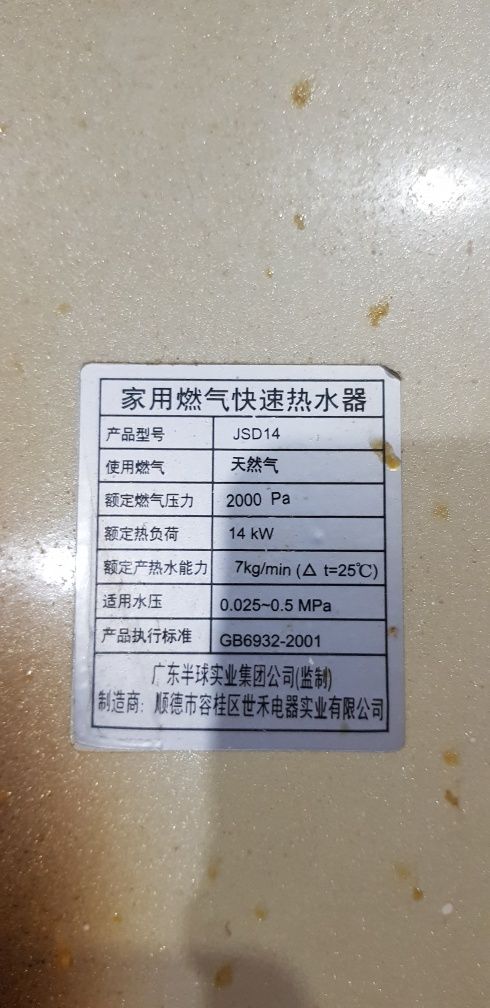 家用燃气快速热水器
产品型号 JSD14
使用燃气 天然气
额定燃气压力 2000 Pa
额定热负荷 14 kW
额定产热水能力 7kg/min (Δ t=25℃)
适用水压 0.025~0.5 MPa
产品执行标准 GB6932-2001
广东半球实业集团公司(监制)
制造商：顺德市容桂区世禾电器实业有限公司